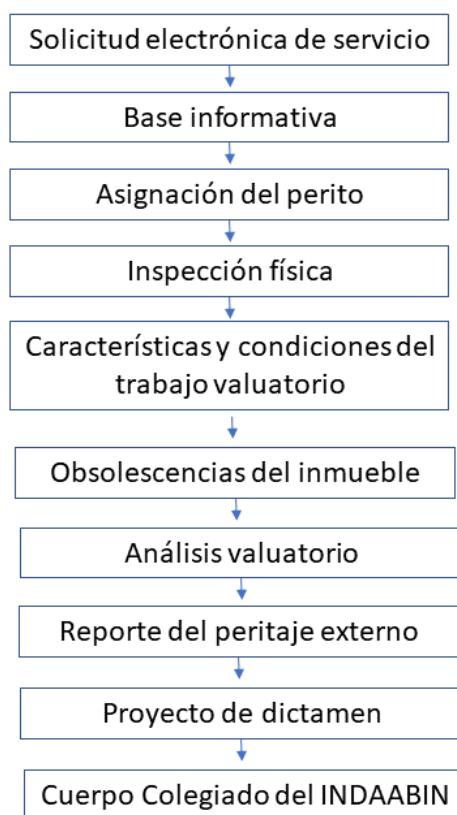 Solicitud electrónica de servicio
Base informativa
Asignación del perito
Inspección física
Características y condiciones del
trabajo valuatorio
Obsolescencias del inmueble
Análisis valuatorio
Reporte del peritaje externo
Proyecto de dictamen
Cuerpo Colegiado del INDAABIN